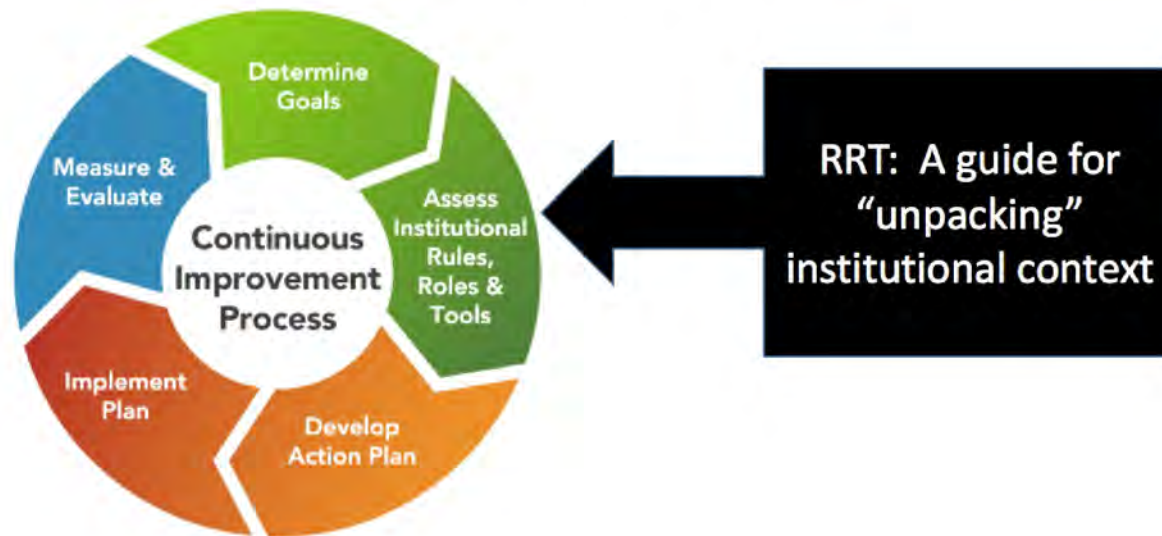 Determine
Goals
Assess
Institutional
Rules,
Roles &
Tools
Develop
Action Plan
Implement
Plan
Measure &
Evaluate
Continuous
Improvement
Process
RRT: A guide for
“unpacking”
institutional context